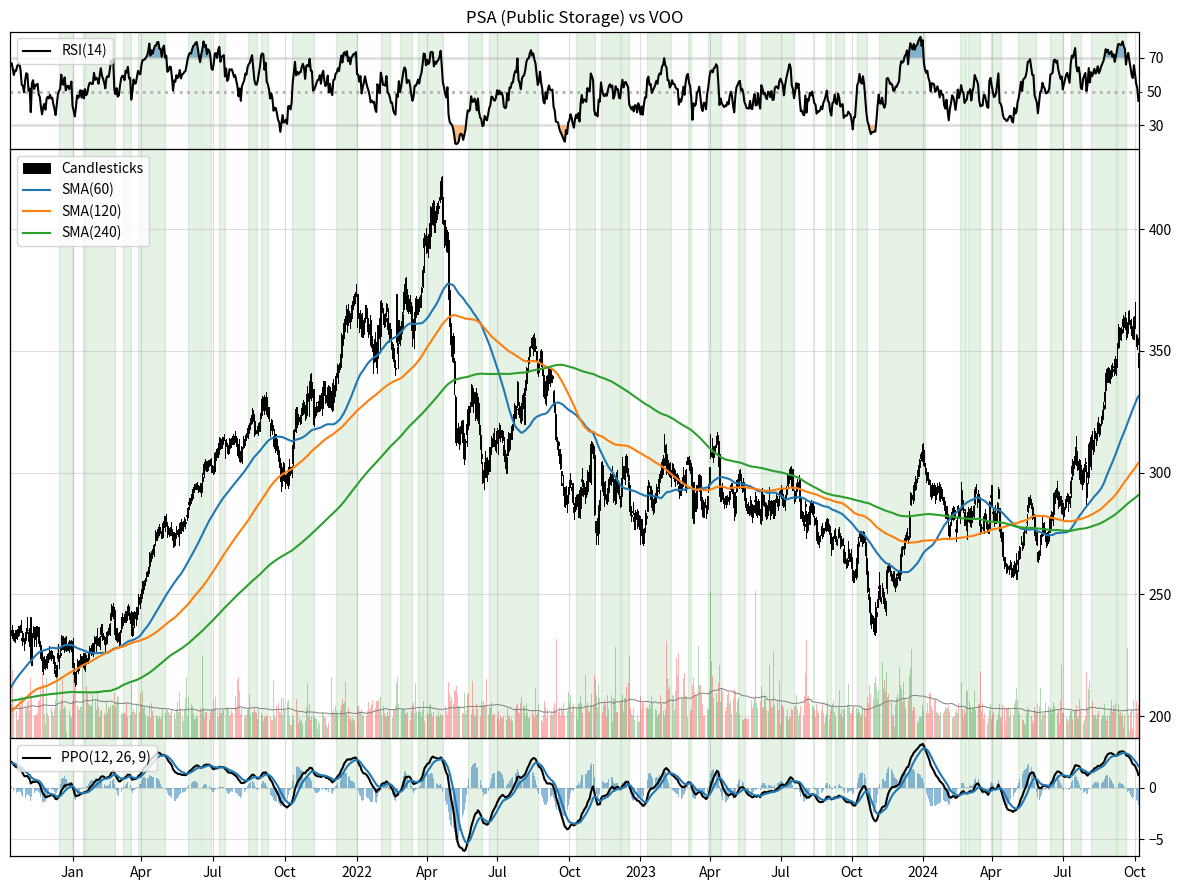 PSA (Public Storage) vs VOO
RSI(14)
70
50
30
Candlesticks
SMA(60)
SMA(120)
SMA(240)
400
350
300
250
200
PPO(12, 26, 9)
0
−5
Jan Apr Jul Oct 2022 Apr Jul Oct 2023 Apr Jul Oct 2024 Apr Jul Oct